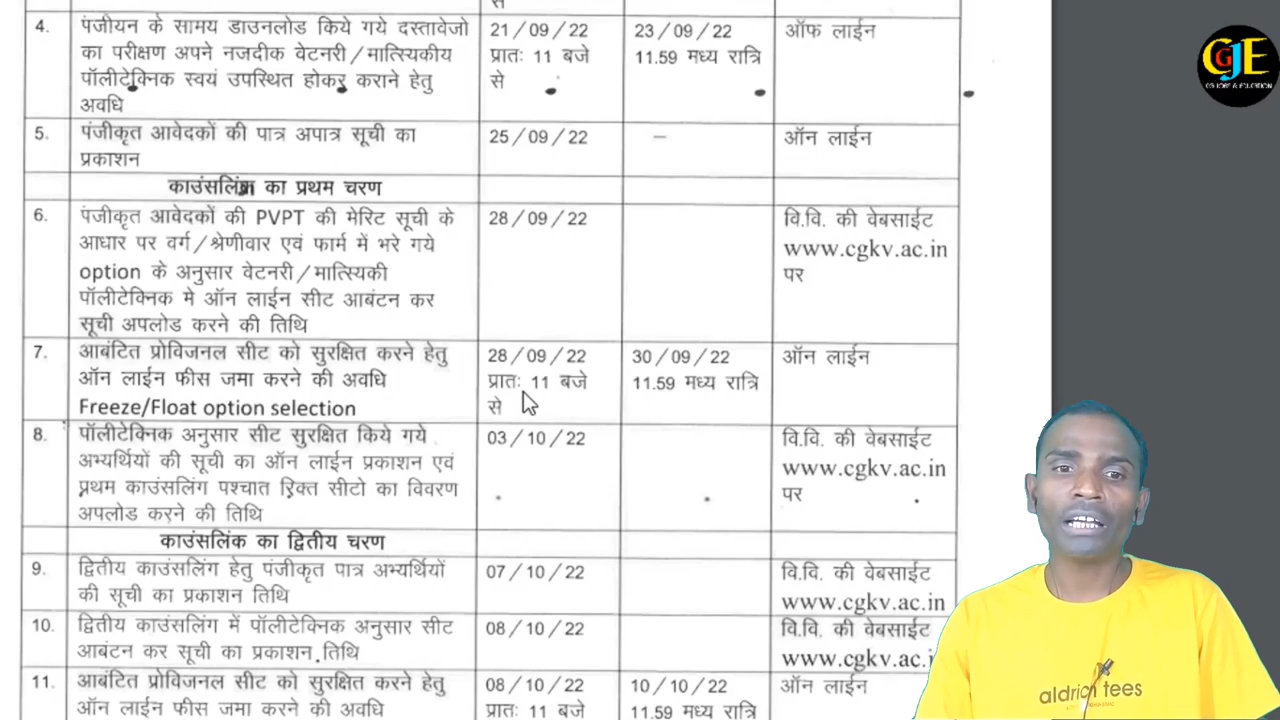 से
4. पंजीयन के सामय डाउनलोड किये गये दस्तावेजो 21/09/22 23/09/22 ऑफ लाईन
का परीक्षण अपने नजदीक वेटनरी/मात्स्यिकीय प्रातः 11 बजे 11.59 मध्य रात्रि
पॉलीटेक्निक स्वयं उपस्थित होकर कराने हेतु से
अवधि
5. पंजीकृत आवेदकों की पात्र अपात्र सूची का 25/09/22 – ऑन लाईन
प्रकाशन
काउंसलिंग का प्रथम चरण
6. पंजीकृत आवेदकों की PVPT की मेरिट सूची के 28/09/22 वि.वि. की वेबसाईट
आधार पर वर्ग/श्रेणीवार एवं फार्म में भरे गये www.cgkv.ac.in
option के अनुसार वेटनरी/मात्स्यिकी पर
पॉलीटेक्निक मे ऑन लाईन सीट आबंटन कर
सूची अपलोड करने की तिथि
7. आबंटित प्रोविजनल सीट को सुरक्षित करने हेतु 28/09/22 30/09/22 ऑन लाईन
ऑन लाईन फीस जमा करने की अवधि प्रातः 11 बजे 11.59 मध्य रात्रि
Freeze/Float option selection से
8. पॉलीटेक्निक अनुसार सीट सुरक्षित किये गये 03/10/22 वि.वि. की वेबसाईट
अभ्यर्थियों की सूची का ऑन लाईन प्रकाशन एवं www.cgkv.ac.in
प्रथम काउंसलिंग पश्चात रिक्त सीटो का विवरण पर
अपलोड करने की तिथि
काउंसलिंक का द्वितीय चरण
9. द्वितीय काउंसलिंग हेतु पंजीकृत पात्र अभ्यर्थियों 07/10/22 वि.वि. की वेबसाईट
की सूची का प्रकाशन तिथि www.cgkv.ac.in
10. द्वितीय काउंसलिंग में पॉलीटेक्निक अनुसार सीट 08/10/22 वि.वि. की वेबसाईट
आबंटन कर सूची का प्रकाशन तिथि www.cgkv.ac.i
11. आबंटित प्रोविजनल सीट को सुरक्षित करने हेतु 08/10/22 10/10/22 ऑन लाईन
ऑन लाईन फीस जमा करने की अवधि प्रातः 11 बजे 11.59 मध्य रात्रि
CGJE
CG JOBS & EDUCATION
aldrich tees